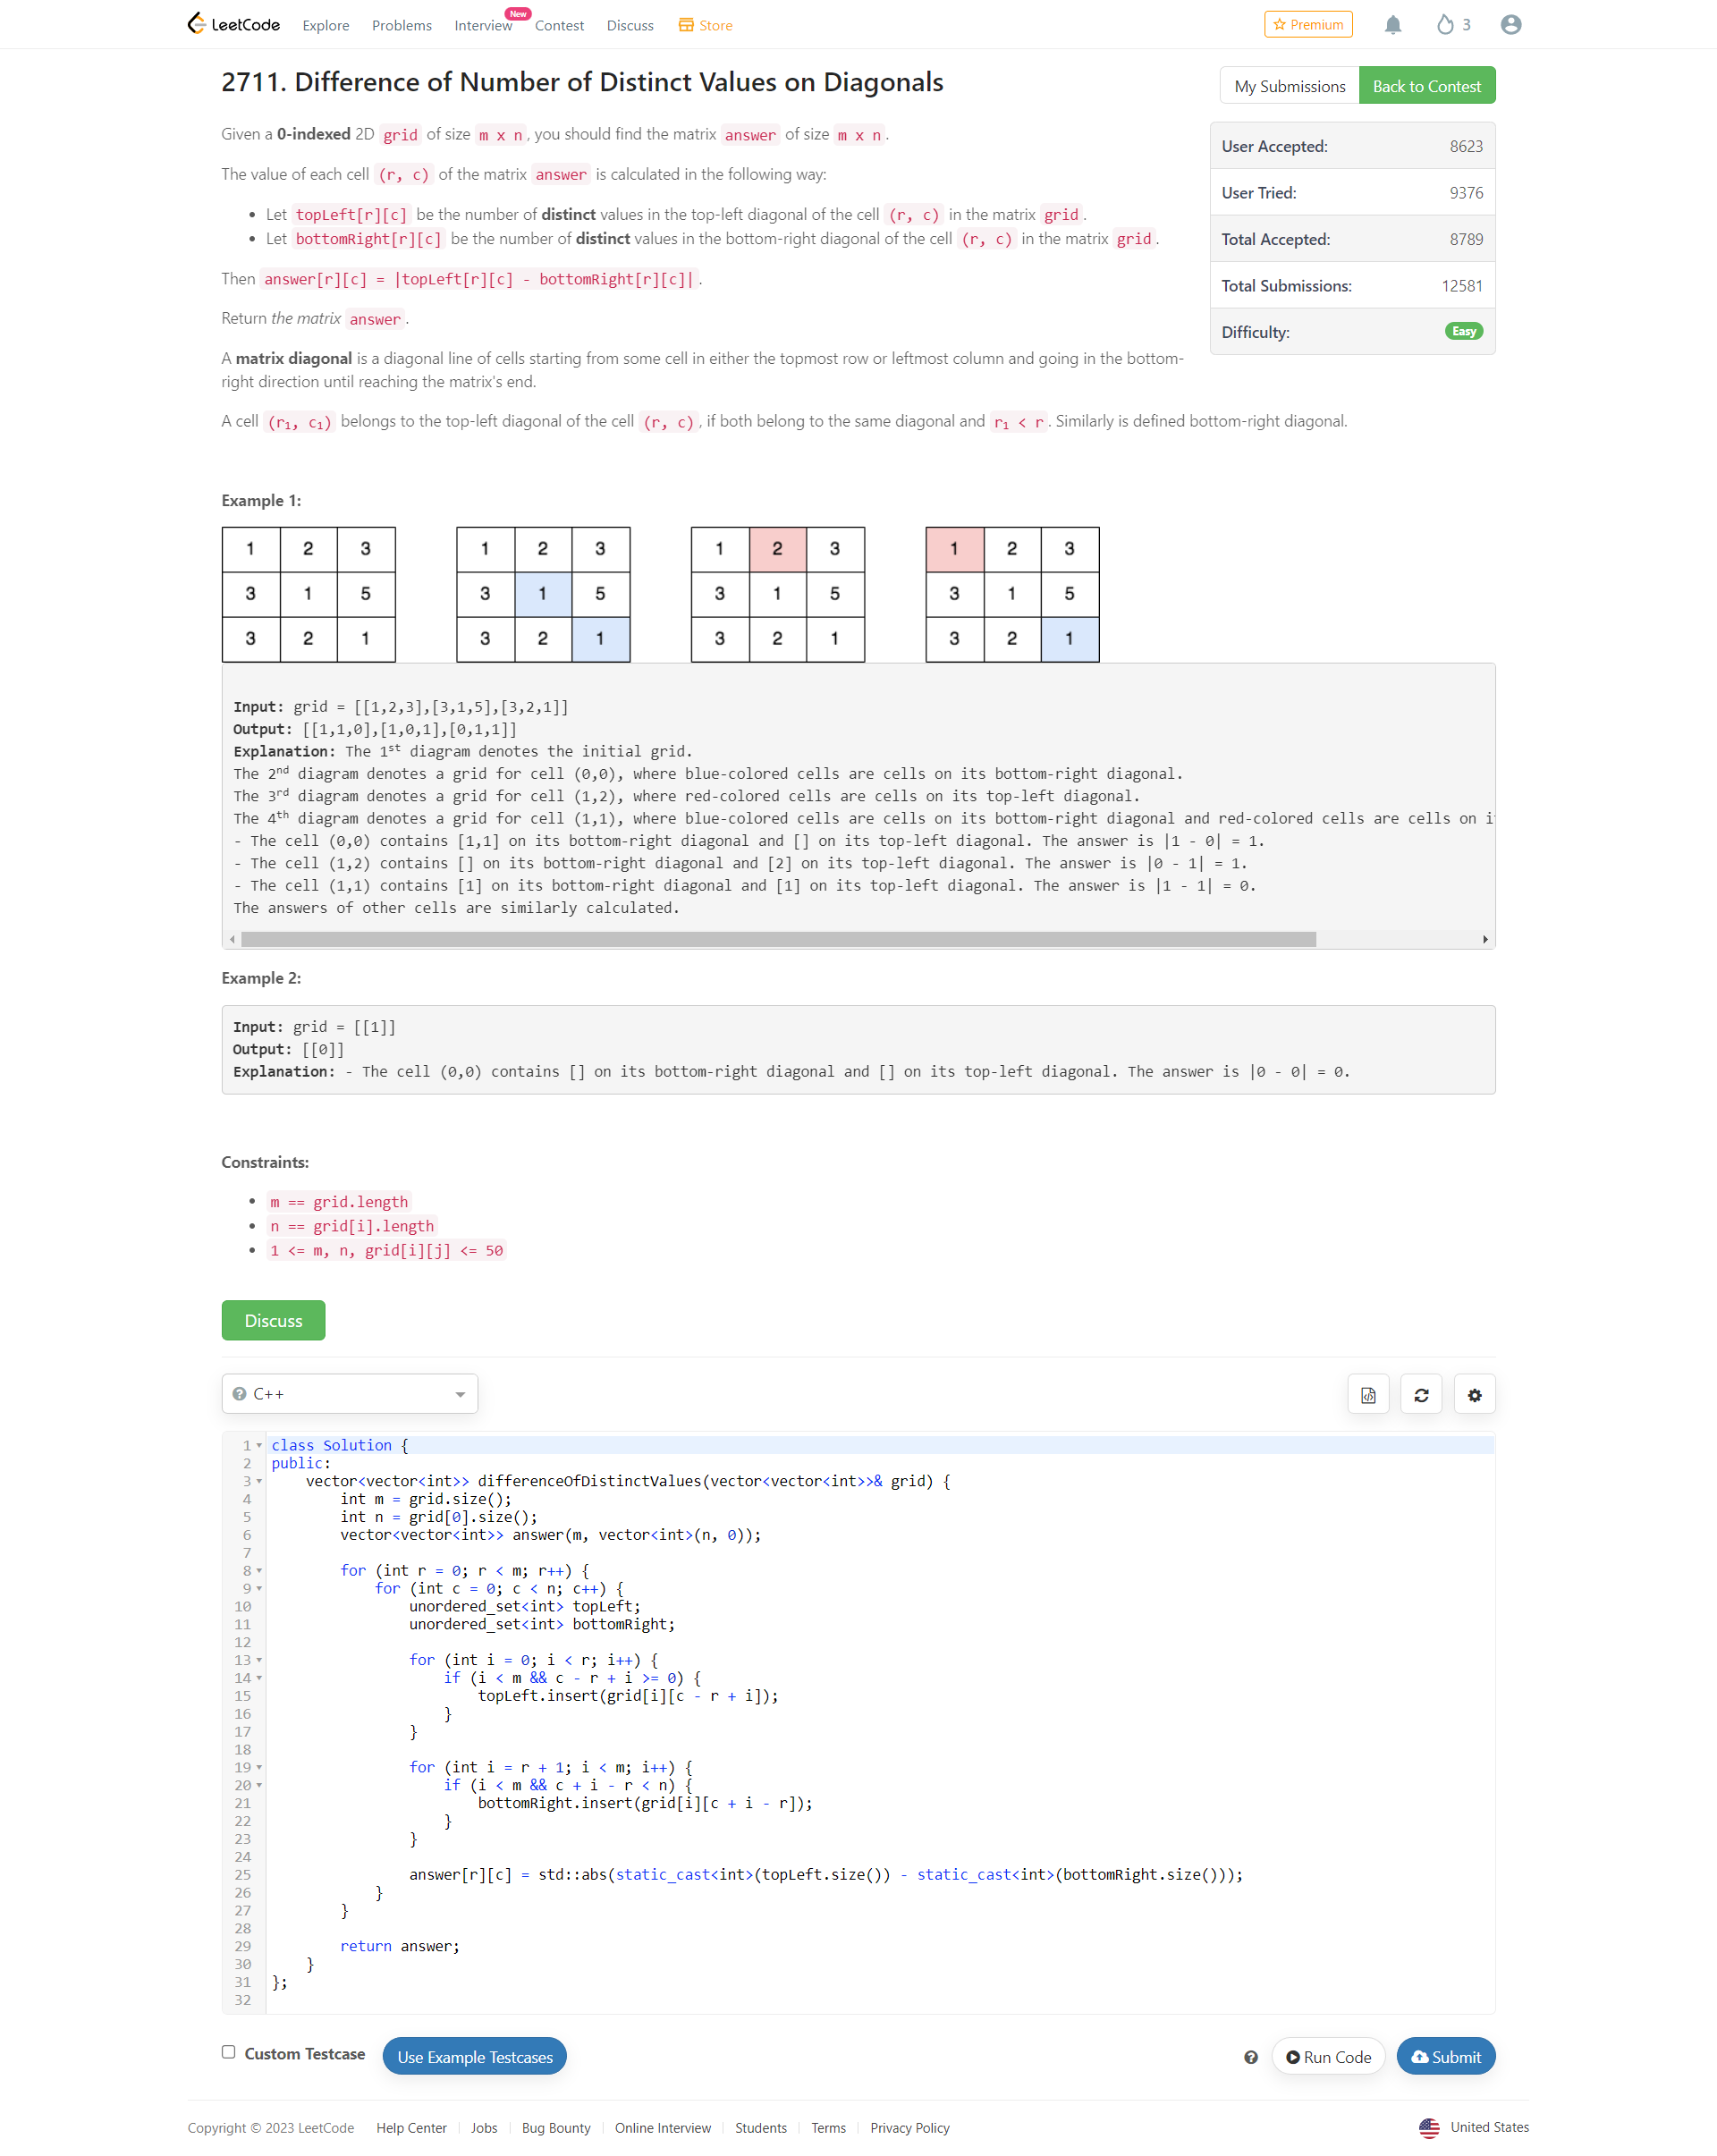 LeetCode Explore Problems Interview New Contest Discuss Store Premium 3
2711. Difference of Number of Distinct Values on Diagonals
My Submissions Back to Contest
Given a 0-indexed 2D grid of size m x n, you should find the matrix answer of size m x n.
The value of each cell (r, c) of the matrix answer is calculated in the following way:
• Let topLeft[r][c] be the number of distinct values in the top-left diagonal of the cell (r, c) in the matrix grid.
• Let bottomRight[r][c] be the number of distinct values in the bottom-right diagonal of the cell (r, c) in the matrix grid.
Then answer[r][c] = |topLeft[r][c] - bottomRight[r][c]|.
Return the matrix answer.
A matrix diagonal is a diagonal line of cells starting from some cell in either the topmost row or leftmost column and going in the bottom-
right direction until reaching the matrix's end.
User Accepted: 8623
User Tried: 9376
Total Accepted: 8789
Total Submissions: 12581
Difficulty: Easy
A cell (r₁, c₁) belongs to the top-left diagonal of the cell (r, c), if both belong to the same diagonal and r₁ < r. Similarly is defined bottom-right diagonal.
Example 1:
1 2 3 1 2 3 1 2 3 1 2 3
3 1 5 3 1 5 3 1 5 3 1 5
3 2 1 3 2 1 3 2 1 3 2 1
Input: grid = [[1,2,3],[3,1,5],[3,2,1]]
Output: [[1,1,0],[1,0,1],[0,1,1]]
Explanation: The 1st diagram denotes the initial grid.
The 2nd diagram denotes a grid for cell (0,0), where blue-colored cells are cells on its bottom-right diagonal.
The 3rd diagram denotes a grid for cell (1,2), where red-colored cells are cells on its top-left diagonal.
The 4th diagram denotes a grid for cell (1,1), where blue-colored cells are cells on its bottom-right diagonal and red-colored cells are cells on
- The cell (0,0) contains [1,1] on its bottom-right diagonal and [] on its top-left diagonal. The answer is |1 - 0| = 1.
- The cell (1,2) contains [] on its bottom-right diagonal and [2] on its top-left diagonal. The answer is |0 - 1| = 1.
- The cell (1,1) contains [1] on its bottom-right diagonal and [1] on its top-left diagonal. The answer is |1 - 1| = 0.
The answers of other cells are similarly calculated.
Example 2:
Input: grid = [[1]]
Output: [[0]]
Explanation: - The cell (0,0) contains [] on its bottom-right diagonal and [] on its top-left diagonal. The answer is |0 - 0| = 0.
Constraints:
• m == grid.length
• n == grid[i].length
• 1 <= m, n, grid[i][j] <= 50
Discuss
C++
1 class Solution {
2 public:
3     vector<vector<int>> differenceOfDistinctValues(vector<vector<int>>& grid) {
4         int m = grid.size();
5         int n = grid[0].size();
6         vector<vector<int>> answer(m, vector<int>(n, 0));
7
8         for (int r = 0; r < m; r++) {
9             for (int c = 0; c < n; c++) {
10                 unordered_set<int> topLeft;
11                 unordered_set<int> bottomRight;
12
13                 for (int i = 0; i < r; i++) {
14                     if (i < m && c - r + i >= 0) {
15                         topLeft.insert(grid[i][c - r + i]);
16                     }
17                 }
18
19                 for (int i = r + 1; i < m; i++) {
20                     if (i < m && c + i - r < n) {
21                         bottomRight.insert(grid[i][c + i - r]);
22                     }
23                 }
24
25                 answer[r][c] = std::abs(static_cast<int>(topLeft.size()) - static_cast<int>(bottomRight.size()));
26             }
27         }
28
29         return answer;
30     }
31 };
32
Custom Testcase Use Example Testcases Run Code Submit
Copyright © 2023 LeetCode Help Center | Jobs | Bug Bounty | Online Interview | Students | Terms | Privacy Policy United States